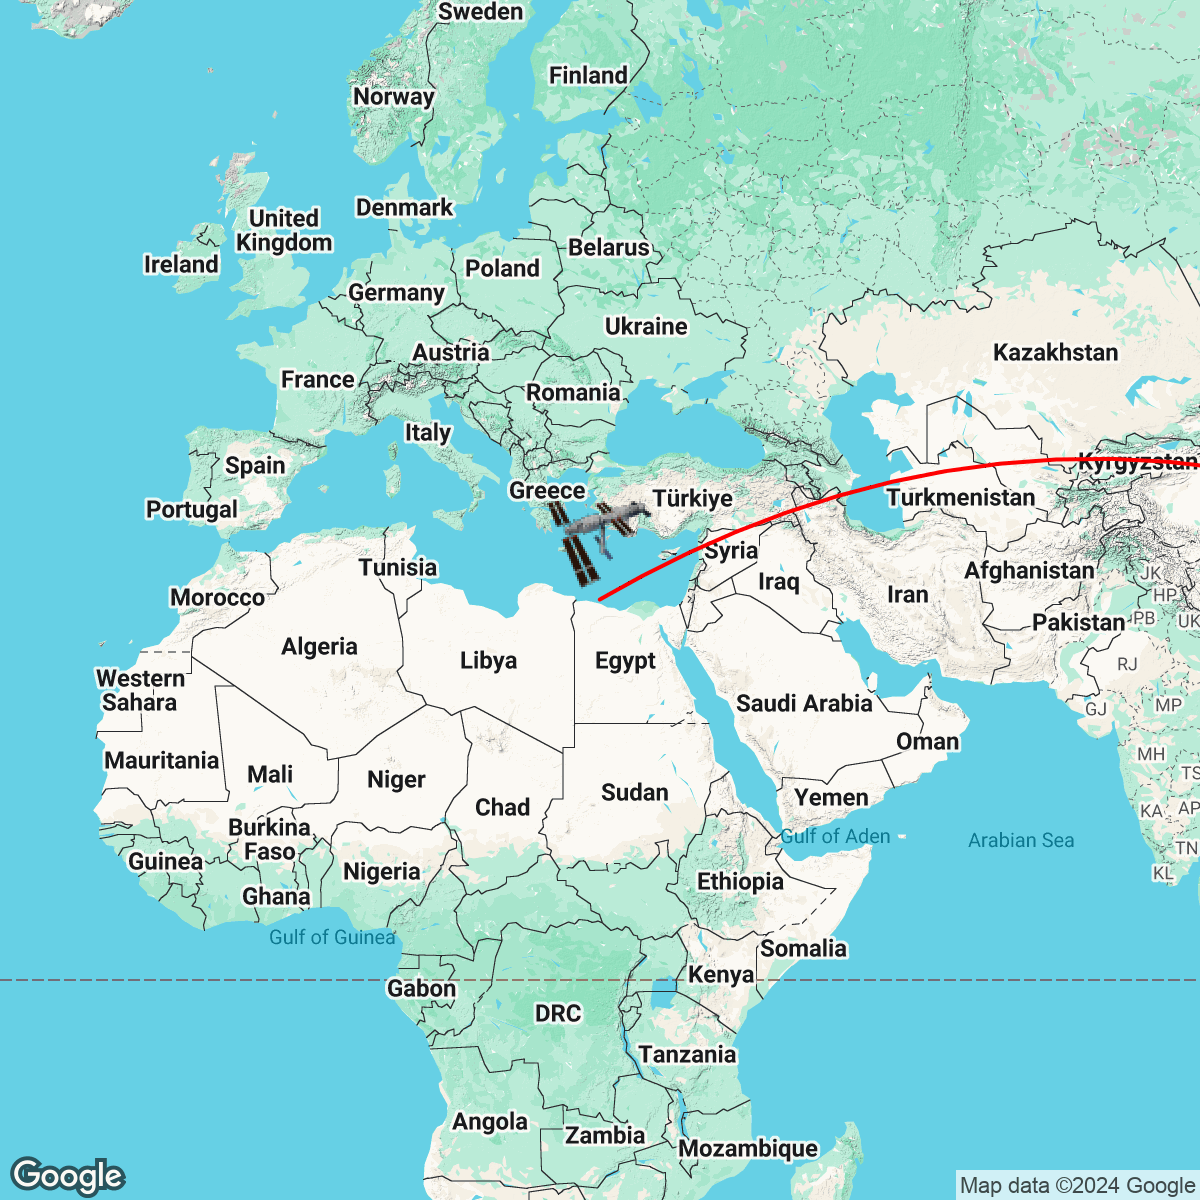 Sweden
Finland
Norway
Denmark
United
Kingdom
Ireland
Belarus
Poland
Germany
Ukraine
Austria
Kazakhstan
France
Romania
Italy
Spain
Kyrgyzstan
Greece
Türkiye
Turkmenistan
Portugal
Syria
Tunisia
Iraq
Afghanistan
JK
Morocco
Iran
HP
Pakistan
PB
UK
Algeria
Libya
Egypt
RJ
Western
Sahara
Saudi Arabia
GJ
MP
Oman
Mauritania
Mali
Niger
MH
TS
Sudan
Yemen
Chad
KA
AP
Burkina
Faso
Gulf of Aden
Arabian Sea
TN
Guinea
Nigeria
KL
Ethiopia
Ghana
Gulf of Guinea
Somalia
Kenya
Gabon
DRC
Tanzania
Angola
Zambia
Mozambique
Google
Map data ©2024 Google